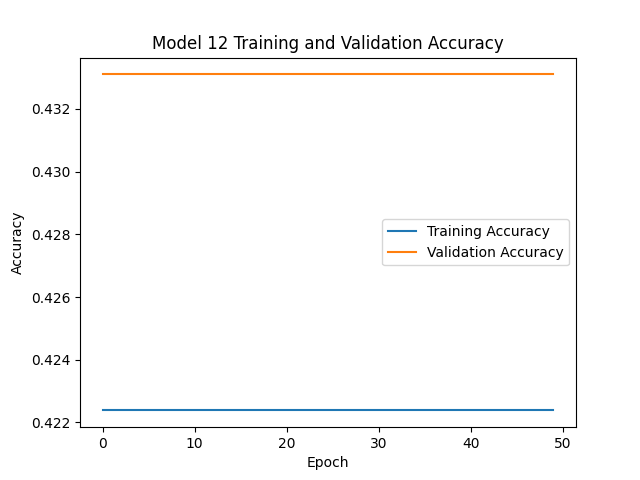 Model 12 Training and Validation Accuracy
Accuracy
0.432
0.430
0.428
0.426
0.424
0.422
Training Accuracy
Validation Accuracy
0 10 20 30 40 50
Epoch